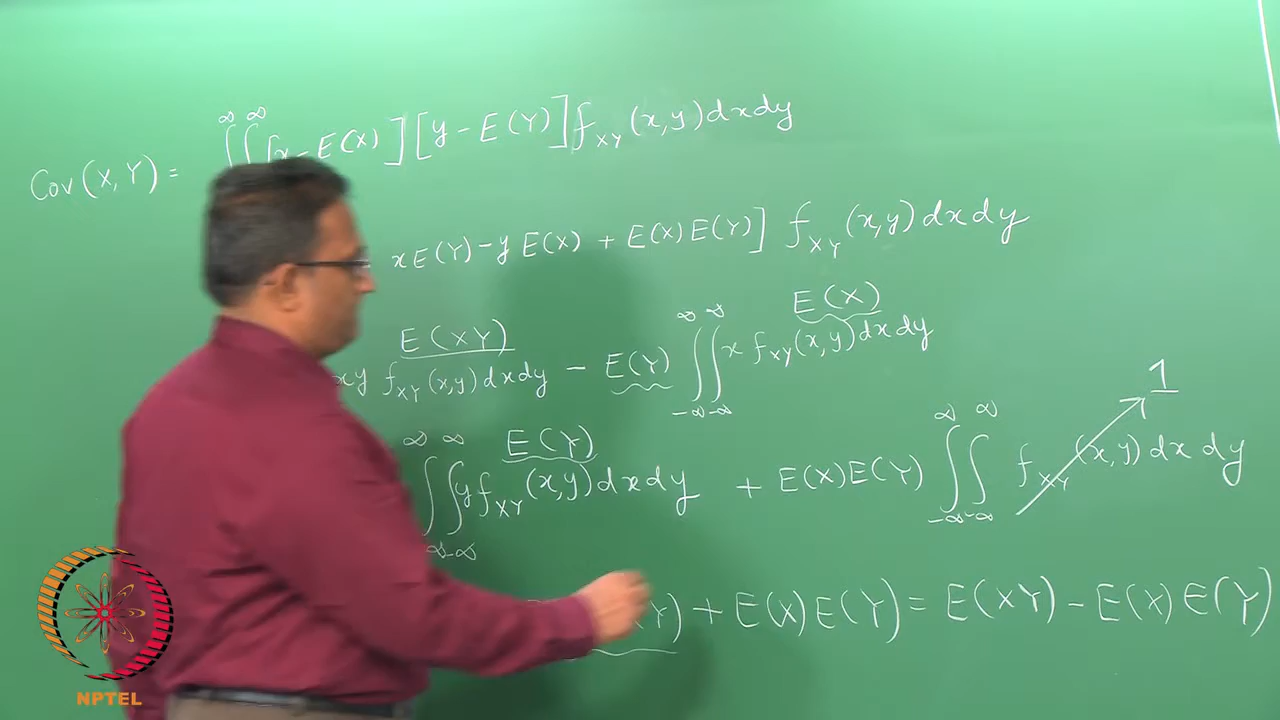 ∞ ∞
Cov(X,Y) = ∫∫ [x - E(X)] [y - E(Y)] f_XY (x,y) dx dy
x E(Y) - y E(X) + E(X) E(Y)] f_XY (x,y) dx dy
E(XY)
E(X)
xy f_XY (x,y) dx dy - E(Y) ∫_{-∞}^{∞} ∫_{-∞}^{∞} x f_XY (x,y) dx dy
E(Y)
1
∫_{-∞}^{∞} ∫_{-∞}^{∞} y f_XY (x,y) dx dy + E(X) E(Y) ∫_{-∞}^{∞} ∫_{-∞}^{∞} f_XY (x,y) dx dy
Y) + E(X) E(Y) = E(XY) - E(X) E(Y)
NPTEL